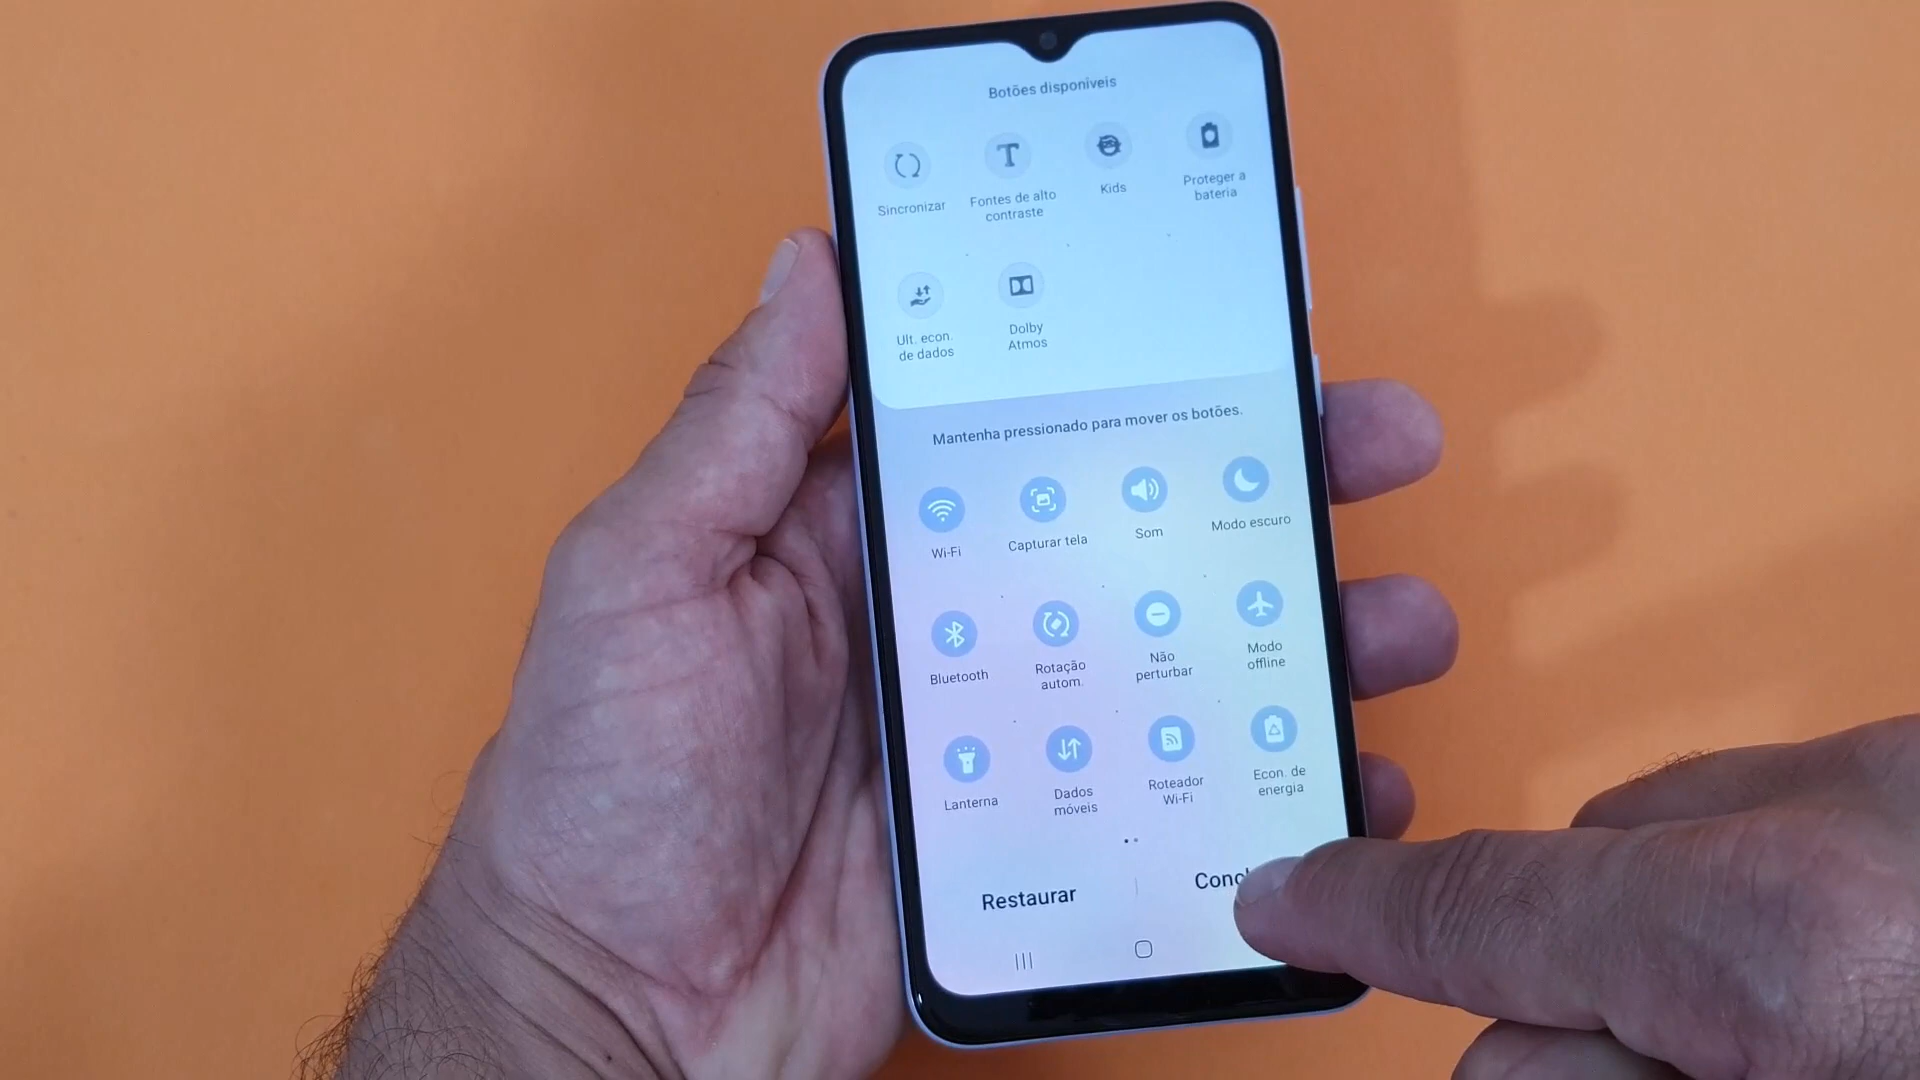 Botões disponíveis
Sincronizar
Fontes de alto
contraste
Kids
Proteger a
bateria
Ult. econ.
de dados
Dolby
Atmos
Mantenha pressionado para mover os botões.
Wi-Fi
Capturar tela
Som
Modo escuro
Bluetooth
Rotação
autom.
Não
perturbar
Modo
offline
Lanterna
Dados
móveis
Roteador
Wi-Fi
Econ. de
energia
Restaurar